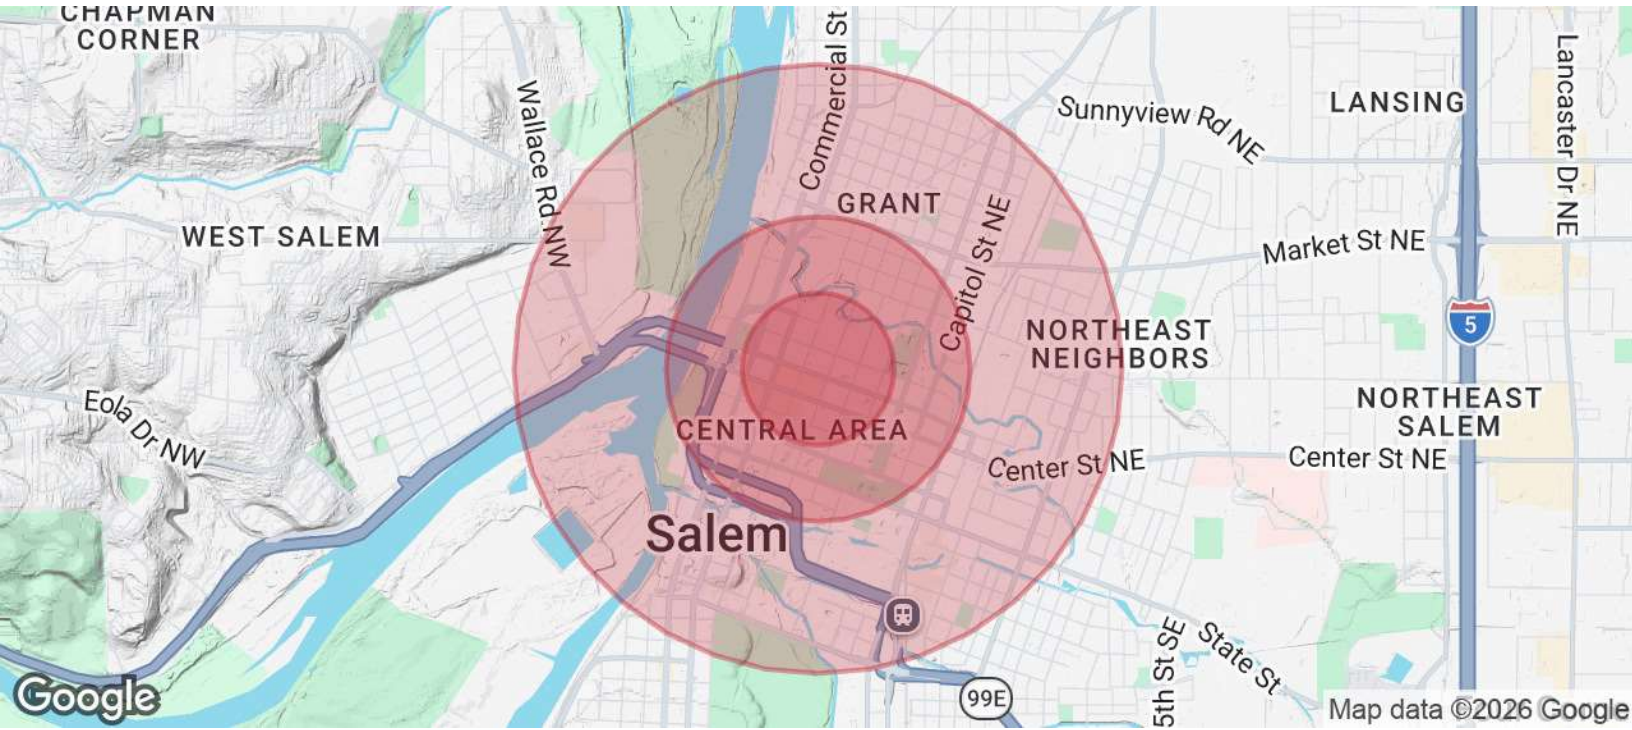 CHAPMAN
CORNER
Commercial St
Lancaster Dr NE
LANSING
Sunnyview Rd NE
Wallace Rd NW
GRANT
Capitol St NE
WEST SALEM
Market St NE
5
NORTHEAST
NEIGHBORS
Eola Dr NW
NORTHEAST
SALEM
CENTRAL AREA
Center St NE
Center St NE
Salem
State St
5th St SE
99E
Google
Map data ©2026 Google